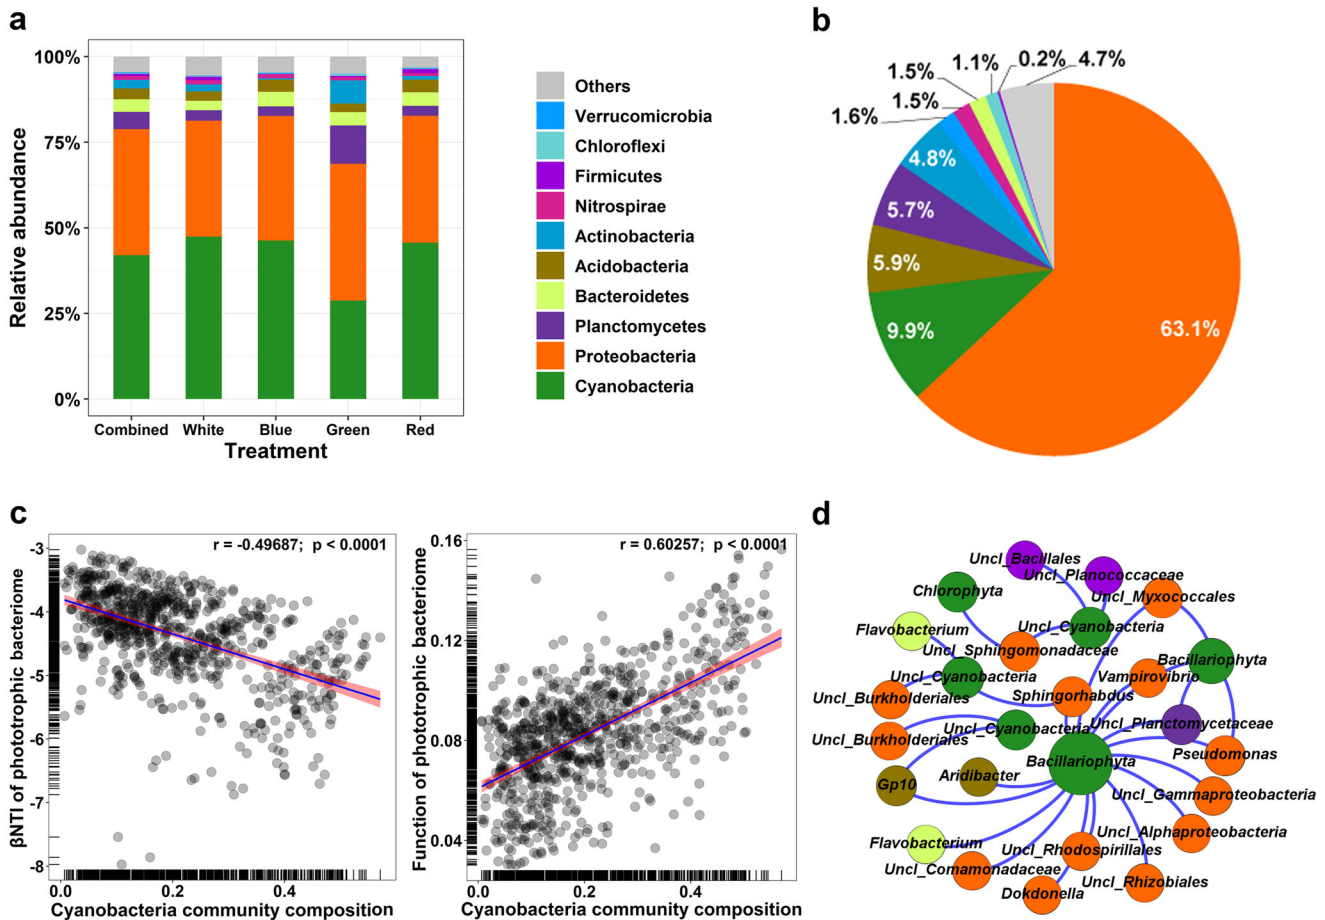 a
100%
75%
50%
25%
0%
Relative abundance
Combined White Blue Green Red
Treatment
Others
Verrucomicrobia
Chloroflexi
Firmicutes
Nitrospirae
Actinobacteria
Acidobacteria
Bacteroidetes
Planctomycetes
Proteobacteria
Cyanobacteria
b
1.1% 0.2% 4.7%
1.5%
1.5%
1.6%
4.8%
5.7%
5.9%
9.9%
63.1%
c
r = -0.49687; p < 0.0001
-3
-4
-5
-6
-7
-8
βNTI of phototrophic bacteriome
0.0 0.2 0.4
Cyanobacteria community composition
r = 0.60257; p < 0.0001
0.16
0.12
0.08
0.04
Function of phototrophic bacteriome
0.0 0.2 0.4
Cyanobacteria community composition
d
Uncl_Bacillales
Uncl_Planococcaceae
Chlorophyta
Uncl_Myxococcales
Flavobacterium
Uncl_Cyanobacteria
Uncl_Sphingomonadaceae
Bacillariophyta
Uncl_Cyanobacteria
Vampirovibrio
Uncl_Burkholderiales
Sphingorhabdus
Uncl_Planctomycetaceae
Uncl_Cyanobacteria
Uncl_Burkholderiales
Pseudomonas
Bacillariophyta
Aridibacter
Gp10
Uncl_Gammaproteobacteria
Uncl_Alphaproteobacteria
Flavobacterium
Uncl_Rhodospirillales
Uncl_Comamonadaceae
Uncl_Rhizobiales
Dokdonella